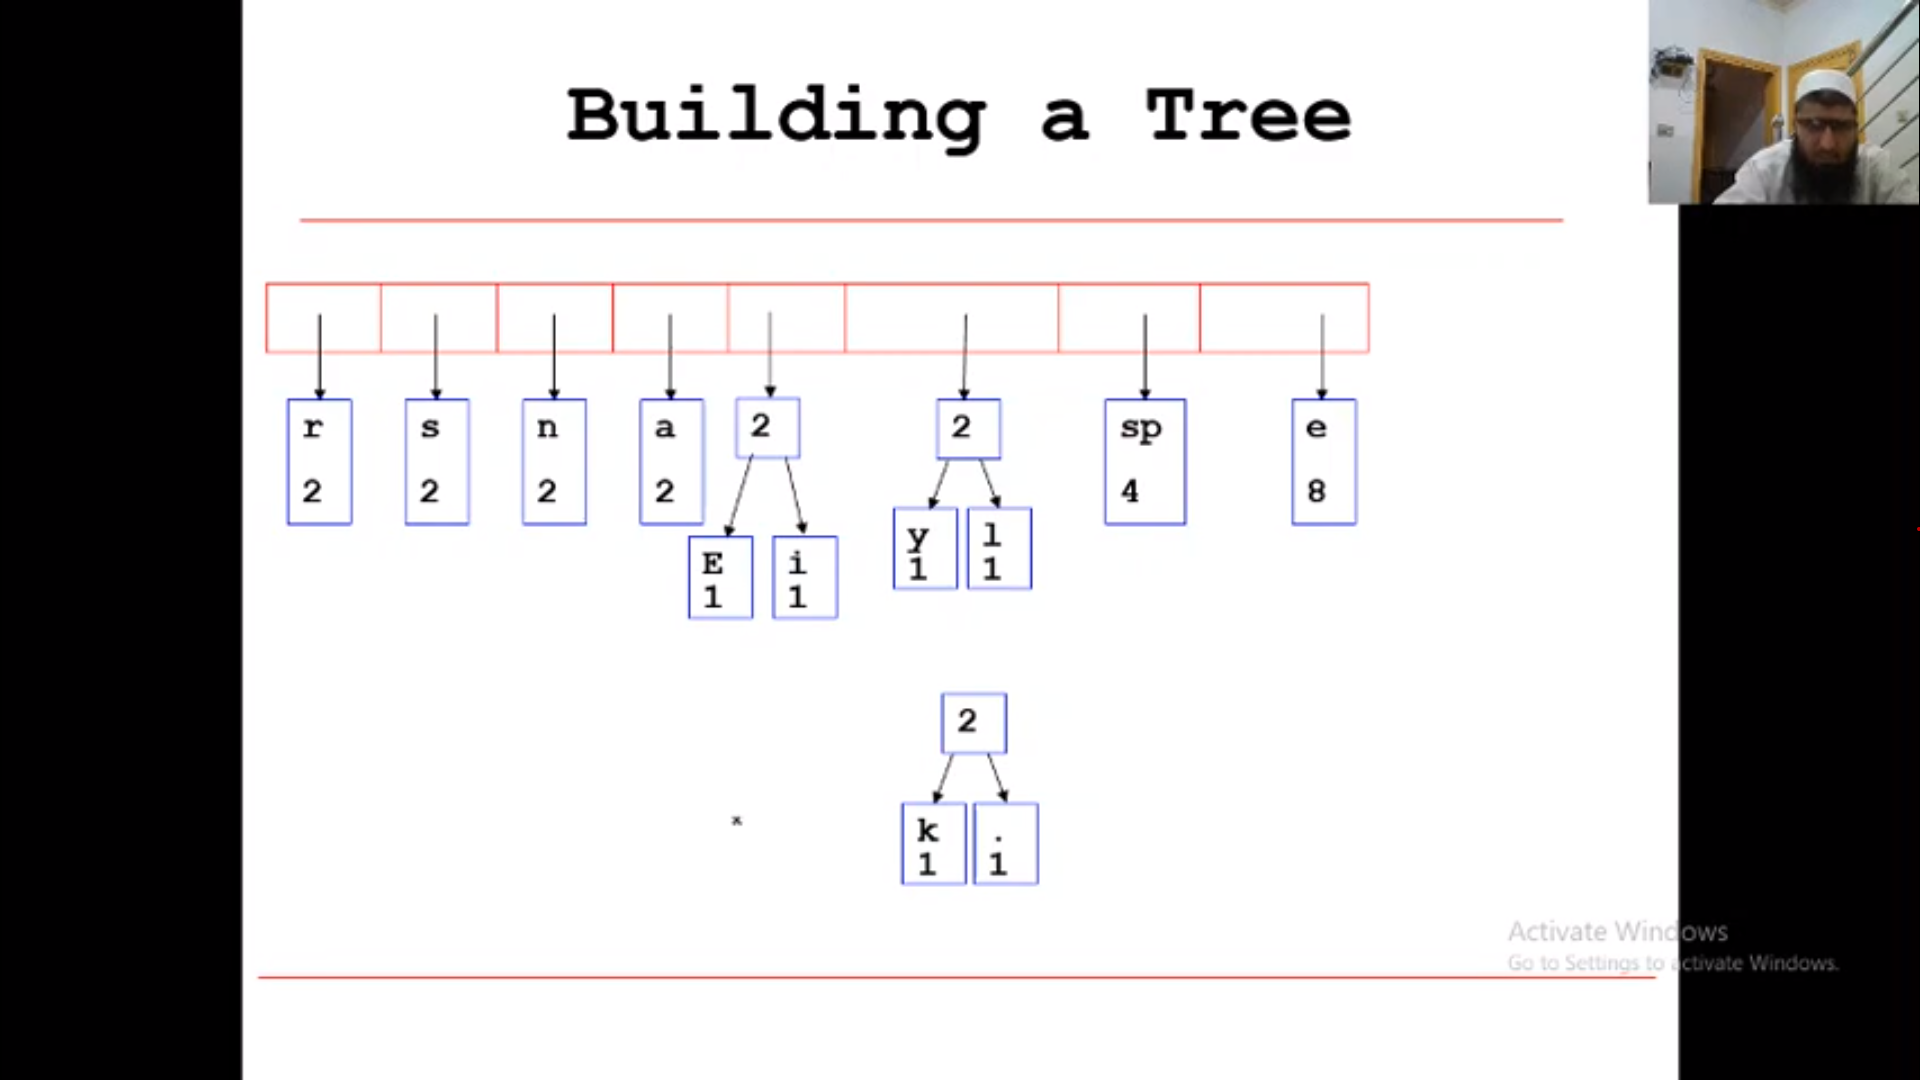 Building a Tree
r s n a 2 2 sp e
2 2 2 2 4 8
E i y l
1 1 1 1
2
k .
1 1
x
Activate Windows
Go to Settings to activate Windows.